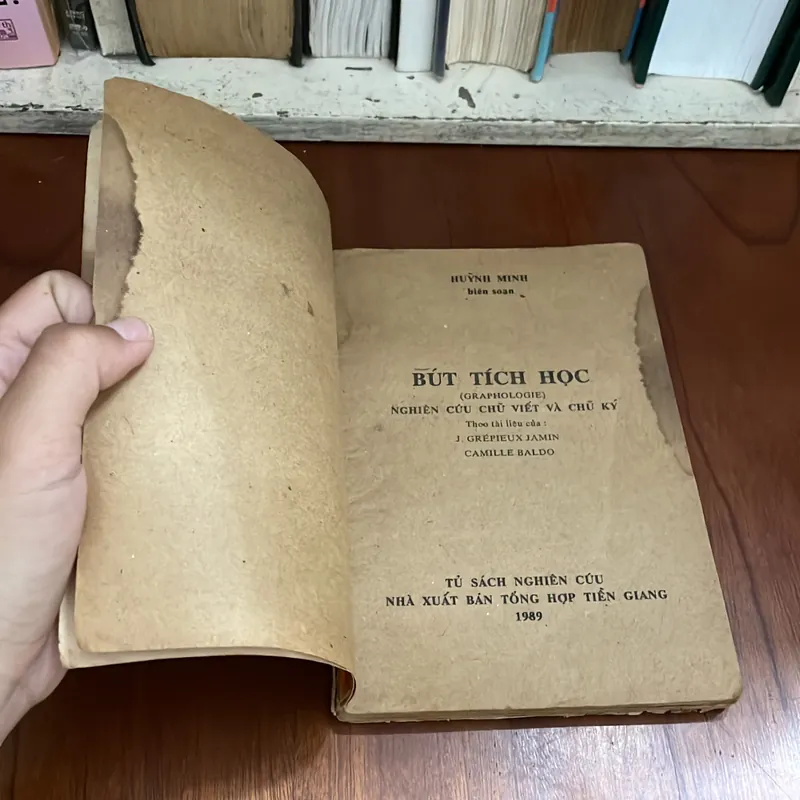 HUỲNH MINH
biên soạn
BÚT TÍCH HỌC
(GRAPHOLOGIE)
NGHIÊN CỨU CHỮ VIẾT VÀ CHỮ KÝ
Theo tài liệu của :
J. GRÉPIEUX JAMIN
CAMILLE BALDO
TỦ SÁCH NGHIÊN CỨU
NHÀ XUẤT BẢN TỔNG HỢP TIỀN GIANG
1989